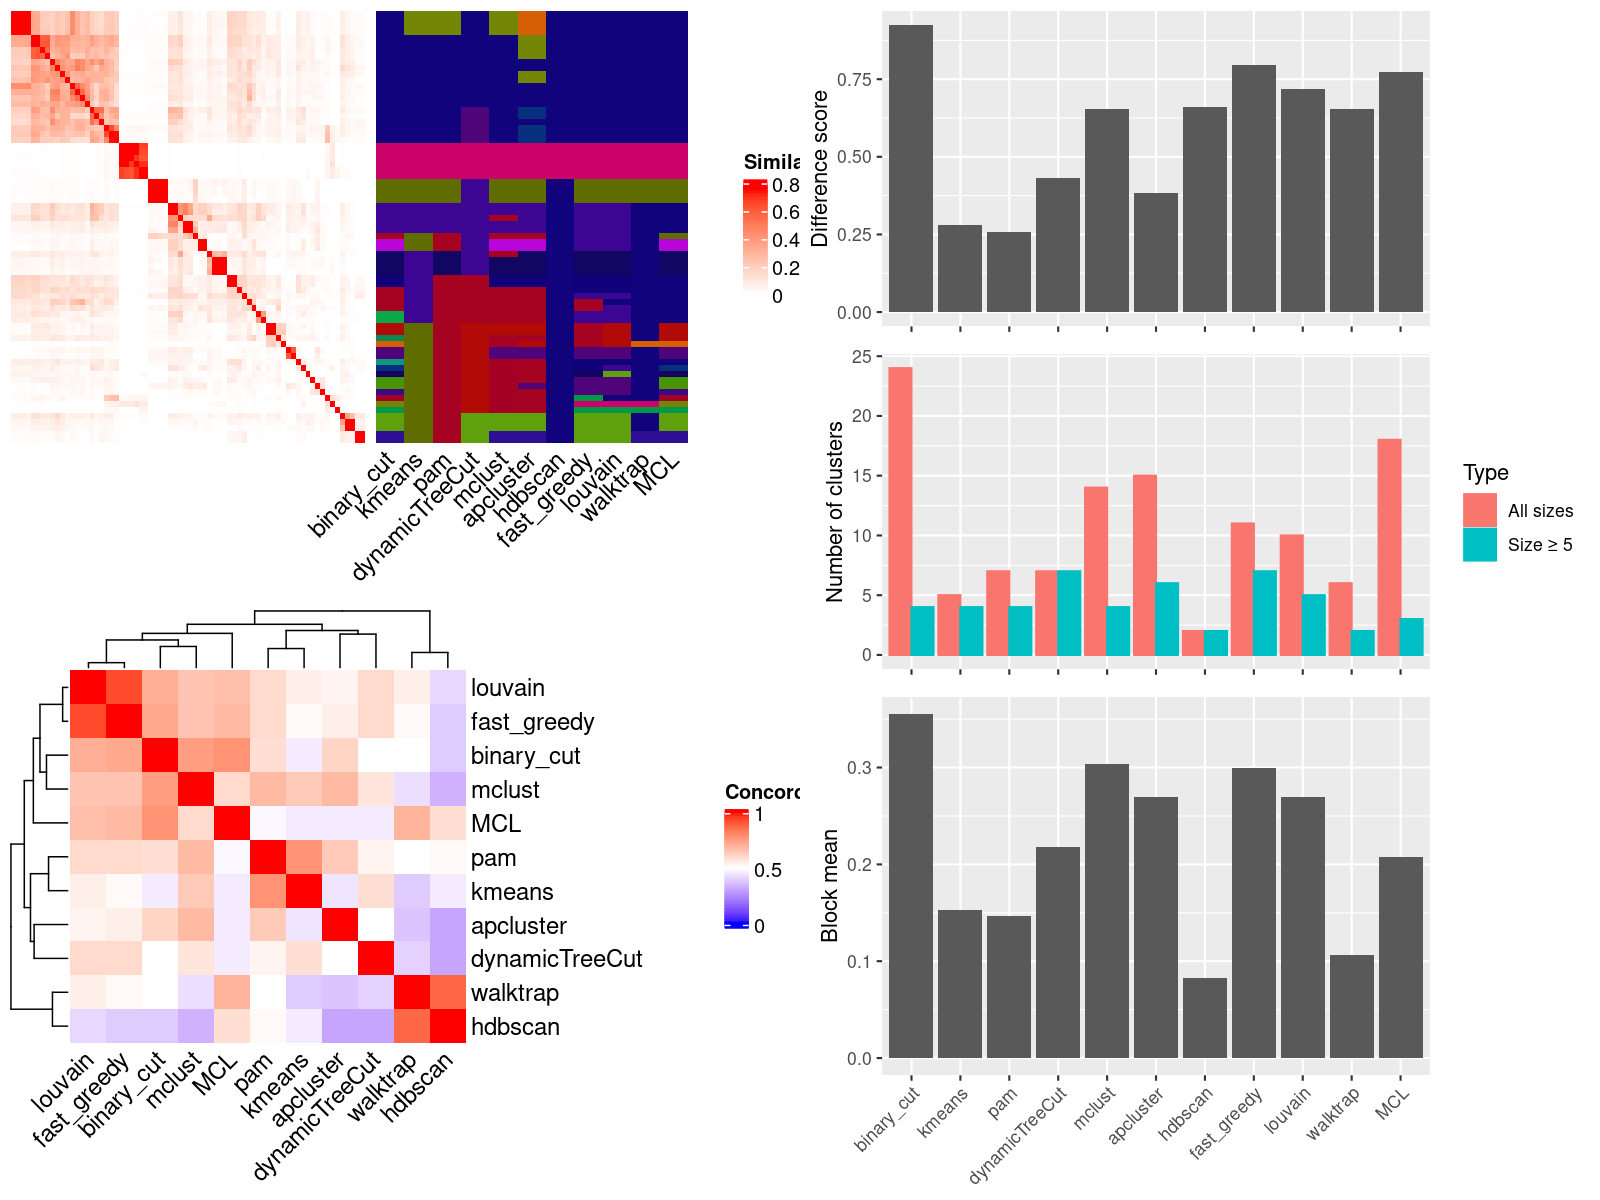 Simila
0.8
0.6
0.4
0.2
0
binary_cut
kmeans
pam
dynamicTreeCut
mclust
apcluster
hdbscan
fast_greedy
louvain
walktrap
MCL
louvain
fast_greedy
binary_cut
mclust
MCL
pam
kmeans
apcluster
dynamicTreeCut
walktrap
hdbscan
louvain
fast_greedy
binary_cut
mclust
MCL
pam
kmeans
apcluster
dynamicTreeCut
walktrap
hdbscan
Concord
1
0.5
0
Difference score
0.75
0.50
0.25
0.00
Number of clusters
25
20
15
10
5
0
Type
All sizes
Size ≥ 5
Block mean
0.3
0.2
0.1
0.0
binary_cut
kmeans
pam
dynamicTreeCut
mclust
apcluster
hdbscan
fast_greedy
louvain
walktrap
MCL